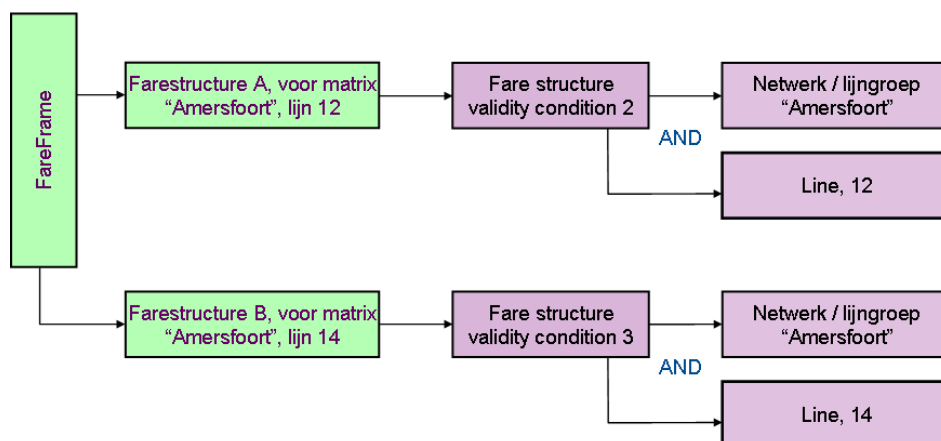 FareFrame
Farestructure A, voor matrix
“Amersfoort”, lijn 12
Fare structure
validity condition 2
Netwerk / lijngroep
“Amersfoort”
AND
Line, 12
Farestructure B, voor matrix
“Amersfoort”, lijn 14
Fare structure
validity condition 3
Netwerk / lijngroep
“Amersfoort”
AND
Line, 14